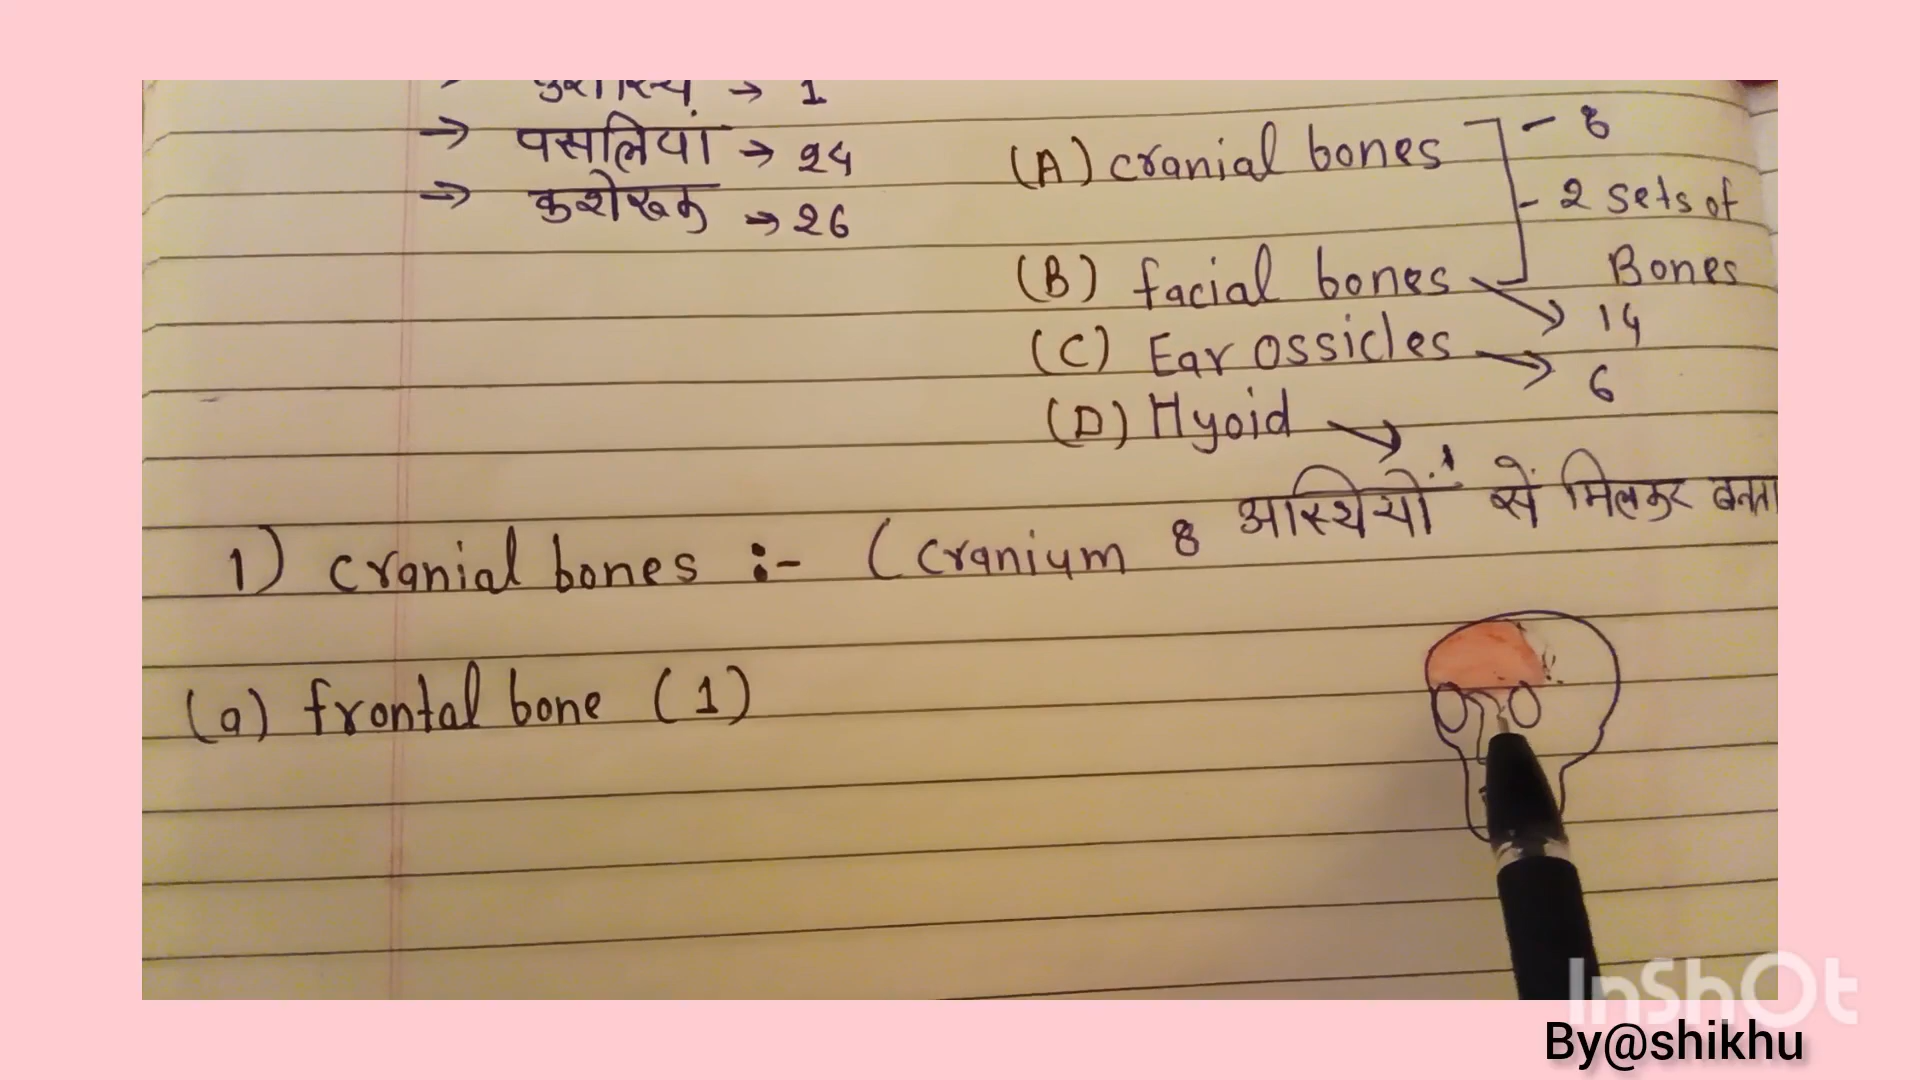 → 1
→ पसलियां → 24
→ कशेरूक → 26
(A) cranial bones - 8
- 2 sets of
Bones
(B) facial bones → 14
(C) Ear ossicles → 6
(D) Hyoid → 1
1) cranial bones :- ( Cranium 8 अस्थियों से मिलकर बनता
(a) frontal bone (1)
InShOt
By@shikhu